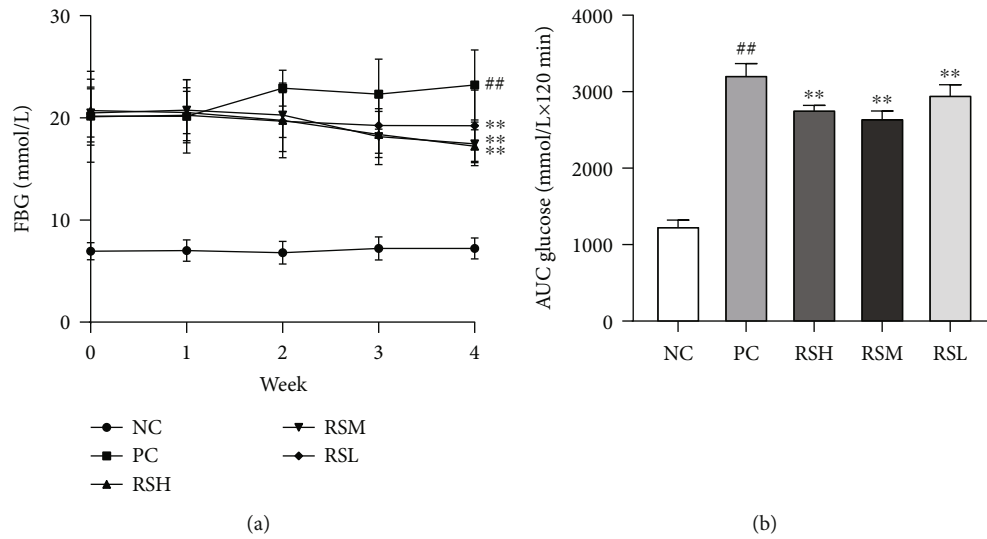 30
20
10
0
FBG (mmol/L)
##
**
**
**
0 1 2 3 4
Week
NC
PC
RSH
RSM
RSL
(a)
4000
3000
2000
1000
0
AUC glucose (mmol/L×120 min)
##
**
**
**
NC PC RSH RSM RSL
(b)